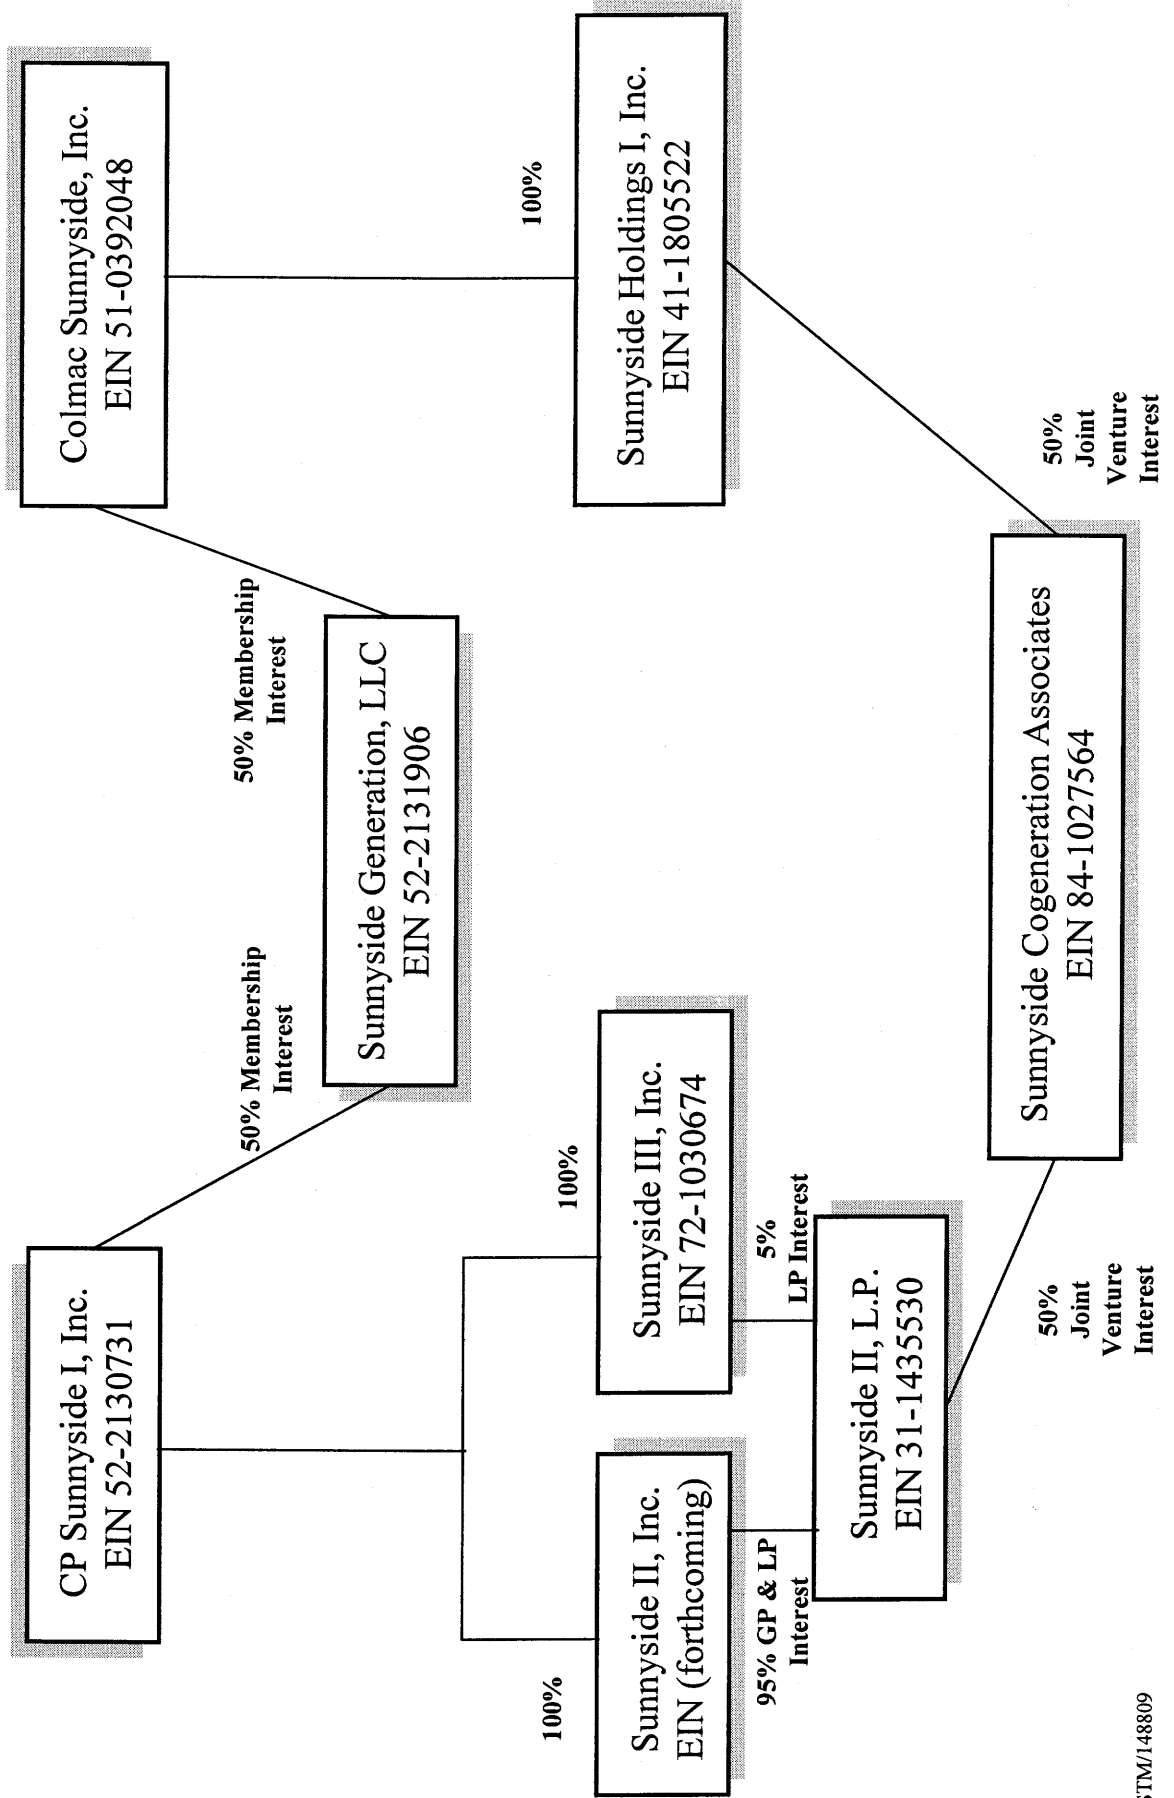 CP Sunnyside I, Inc.
EIN 52-2130731
Colmac Sunnyside, Inc.
EIN 51-0392048
50% Membership
Interest
50% Membership
Interest
Sunnyside Generation, LLC
EIN 52-2131906
100%
100%
100%
Sunnyside II, Inc.
EIN (forthcoming)
Sunnyside III, Inc.
EIN 72-1030674
Sunnyside Holdings I, Inc.
EIN 41-1805522
95% GP & LP
Interest
5%
LP Interest
Sunnyside II, L.P.
EIN 31-1435530
50%
Joint
Venture
Interest
Sunnyside Cogeneration Associates
EIN 84-1027564
50%
Joint
Venture
Interest
STM/148809